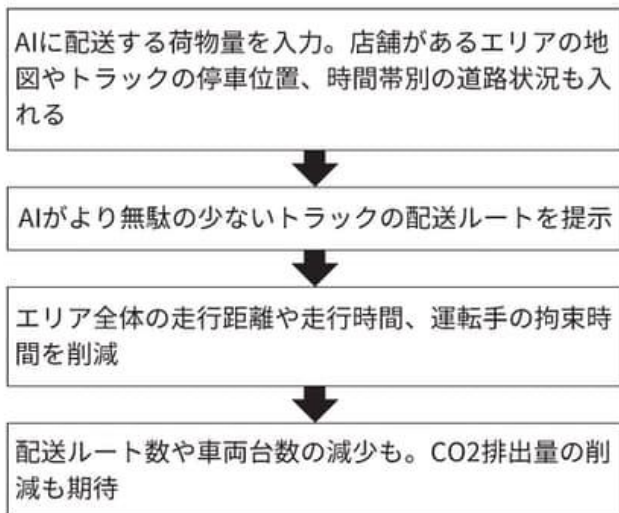 AIに配送する荷物量を入力。店舗があるエリアの地
図やトラックの停車位置、時間帯別の道路状況も入
れる
AIがより無駄の少ないトラックの配送ルートを提示
エリア全体の走行距離や走行時間、運転手の拘束時
間を削減
配送ルート数や車両台数の減少も。CO2排出量の削
減も期待